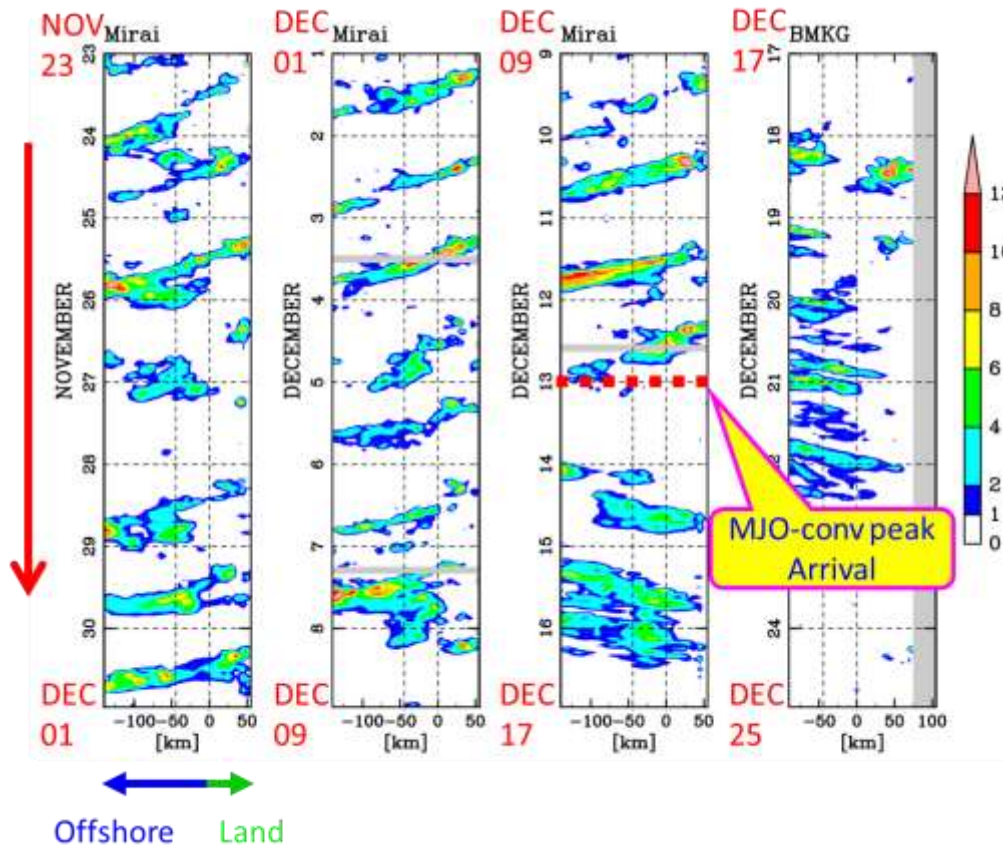 NOV
23
Mirai
23
24
25
26
27
28
29
30
NOVEMBER
DEC
01
-100
-50
0
50
[km]
DEC
01
Mirai
1
2
3
4
5
6
7
8
DECEMBER
DEC
09
-100
-50
0
50
[km]
DEC
09
Mirai
9
10
11
12
13
14
15
16
DECEMBER
DEC
17
-100
-50
0
50
[km]
DEC
17
BMKG
17
18
19
20
21
24
DECEMBER
DEC
25
-50
0
50
100
[km]
MJO-conv peak
Arrival
12
10
8
6
4
2
1
0
Offshore
Land